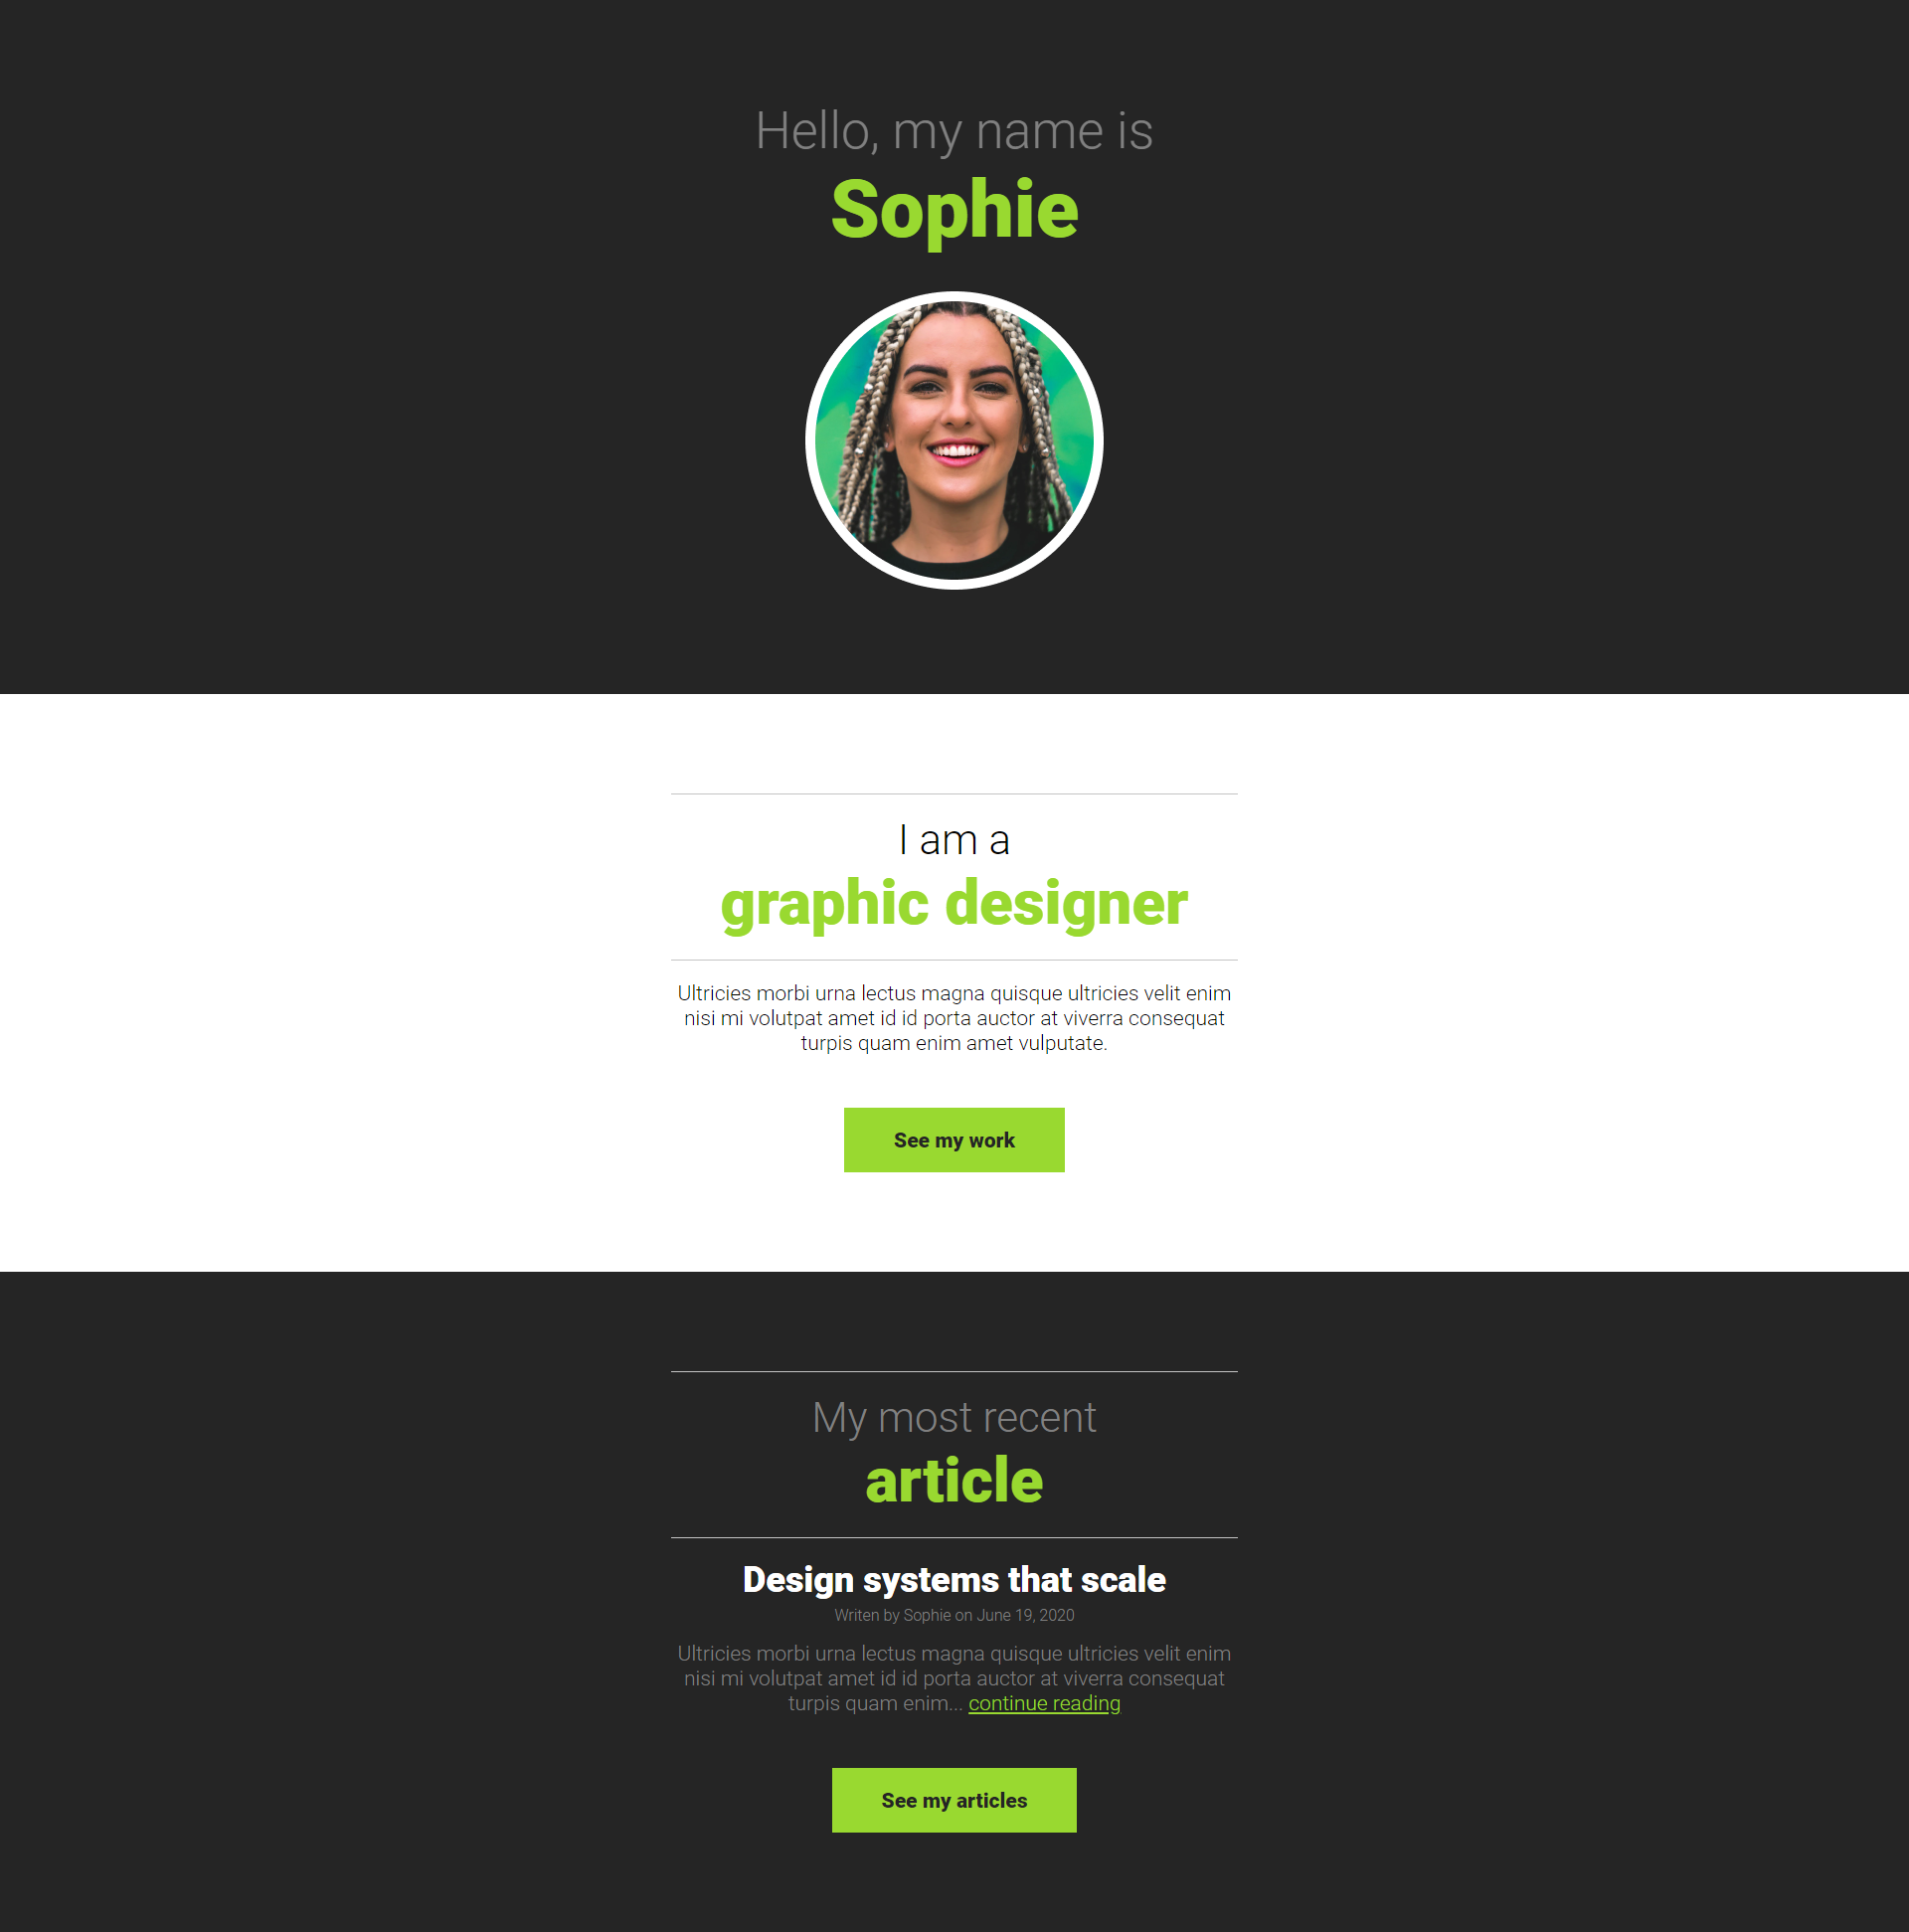 Hello, my name is
Sophie
I am a
graphic designer
Ultricies morbi urna lectus magna quisque ultricies velit enim
nisi mi volutpat amet id id porta auctor at viverra consequat
turpis quam enim amet vulputate.
See my work
My most recent
article
Design systems that scale
Writen by Sophie on June 19, 2020
Ultricies morbi urna lectus magna quisque ultricies velit enim
nisi mi volutpat amet id id porta auctor at viverra consequat
turpis quam enim... continue reading
See my articles